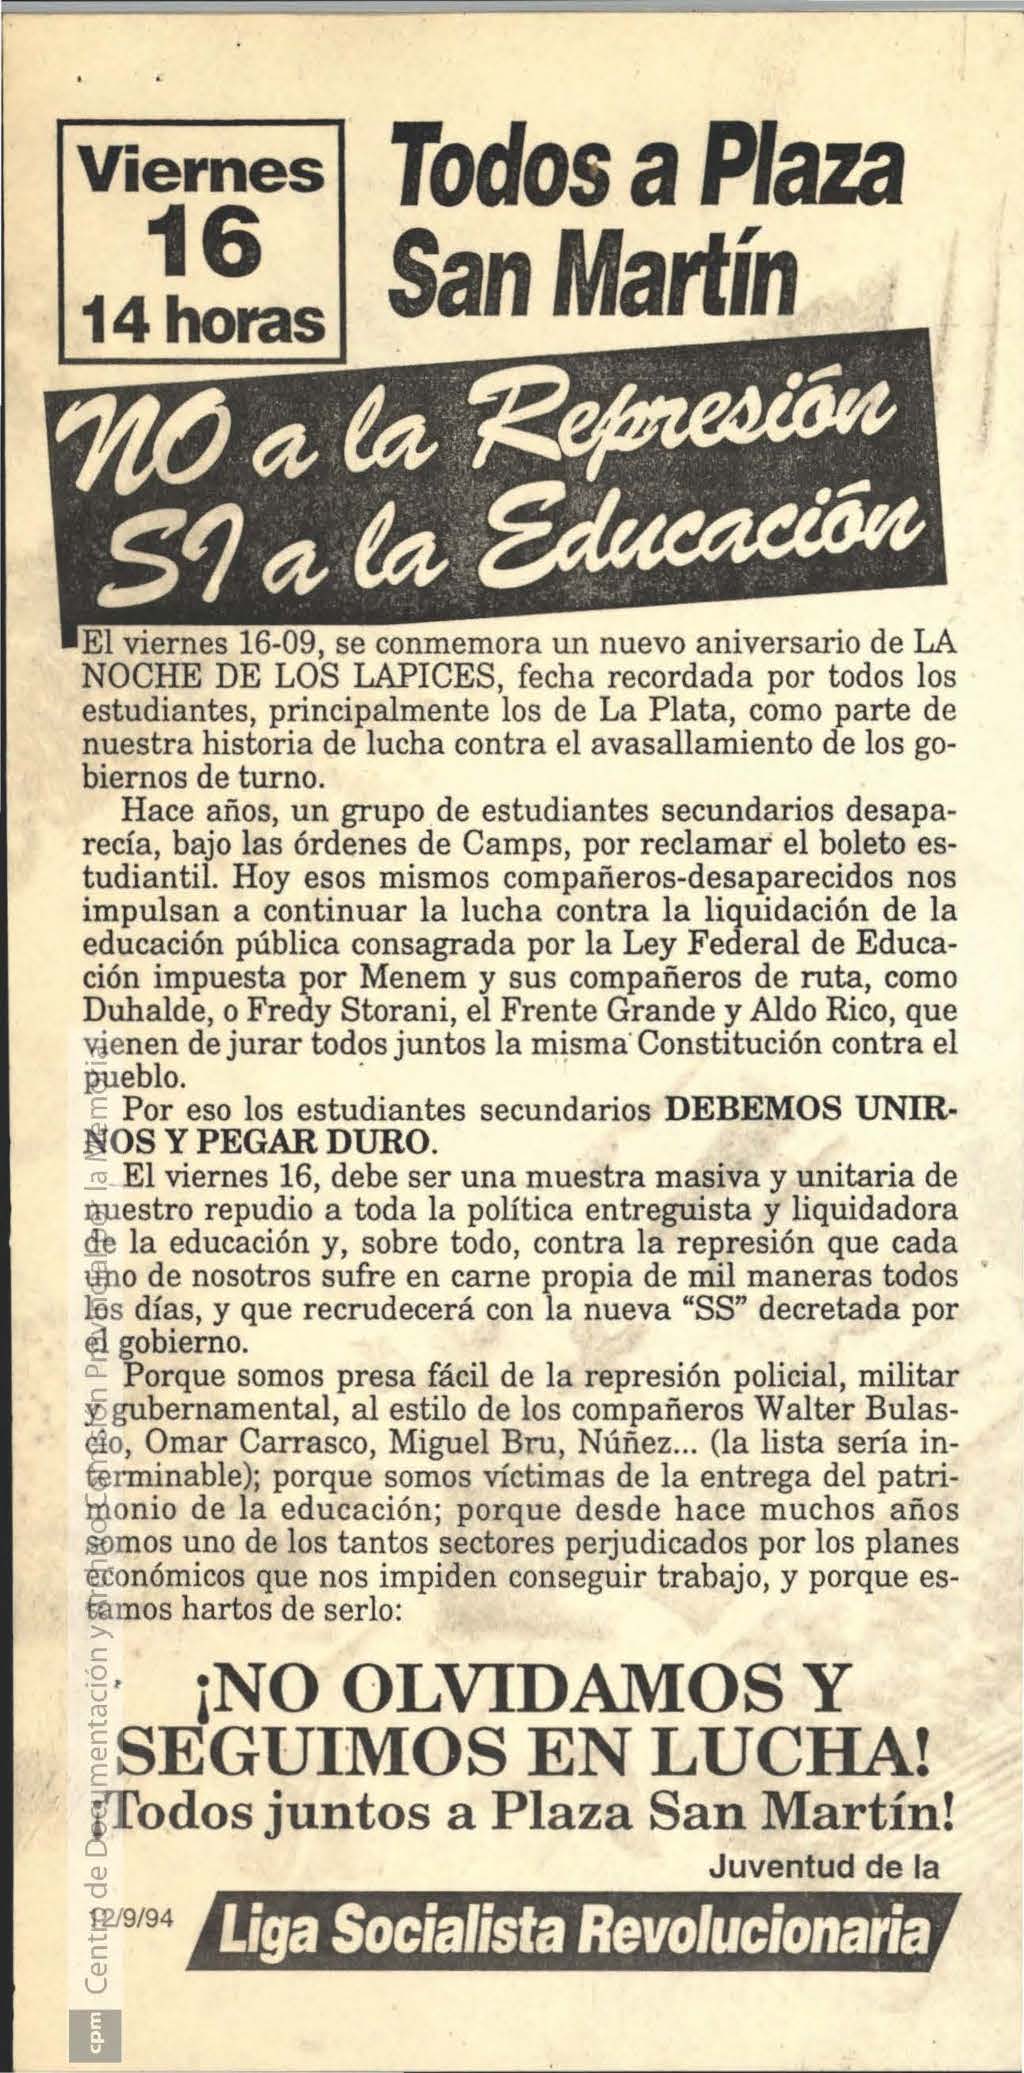 Viernes
16
14 horas
Todos a Plaza
San Martín
NO a la Represión
SI a la Educación
El viernes 16-09, se conmemora un nuevo aniversario de LA
NOCHE DE LOS LAPICES, fecha recordada por todos los
estudiantes, principalmente los de La Plata, como parte de
nuestra historia de lucha contra el avasallamiento de los go-
biernos de turno.
Hace años, un grupo de estudiantes secundarios desapa-
recía, bajo las órdenes de Camps, por reclamar el boleto es-
tudiantil. Hoy esos mismos compañeros-desaparecidos nos
impulsan a continuar la lucha contra la liquidación de la
educación pública consagrada por la Ley Federal de Educa-
ción impuesta por Menem y sus compañeros de ruta, como
Duhalde, o Fredy Storani, el Frente Grande y Aldo Rico, que
vienen de jurar todos juntos la misma Constitución contra el
pueblo.
Por eso los estudiantes secundarios DEBEMOS UNIR-
NOS Y PEGAR DURO.
El viernes 16, debe ser una muestra masiva y unitaria de
nuestro repudio a toda la política entreguista y liquidadora
de la educación y, sobre todo, contra la represión que cada
uno de nosotros sufre en carne propia de mil maneras todos
los días, y que recrudecerá con la nueva “SS” decretada por
el gobierno.
Porque somos presa fácil de la represión policial, militar
y gubernamental, al estilo de los compañeros Walter Bulas-
cio, Omar Carrasco, Miguel Bru, Núñez... (la lista sería in-
terminable); porque somos víctimas de la entrega del patri-
monio de la educación; porque desde hace muchos años
somos uno de los tantos sectores perjudicados por los planes
económicos que nos impiden conseguir trabajo, y porque es-
tamos hartos de serlo:
¡NO OLVIDAMOS Y
SEGUIMOS EN LUCHA!
¡Todos juntos a Plaza San Martín!
Juventud de la
12/9/94
Liga Socialista Revolucionaria
cpm Centro de Documentación y Archivo Comisión Provincial por la Memoria